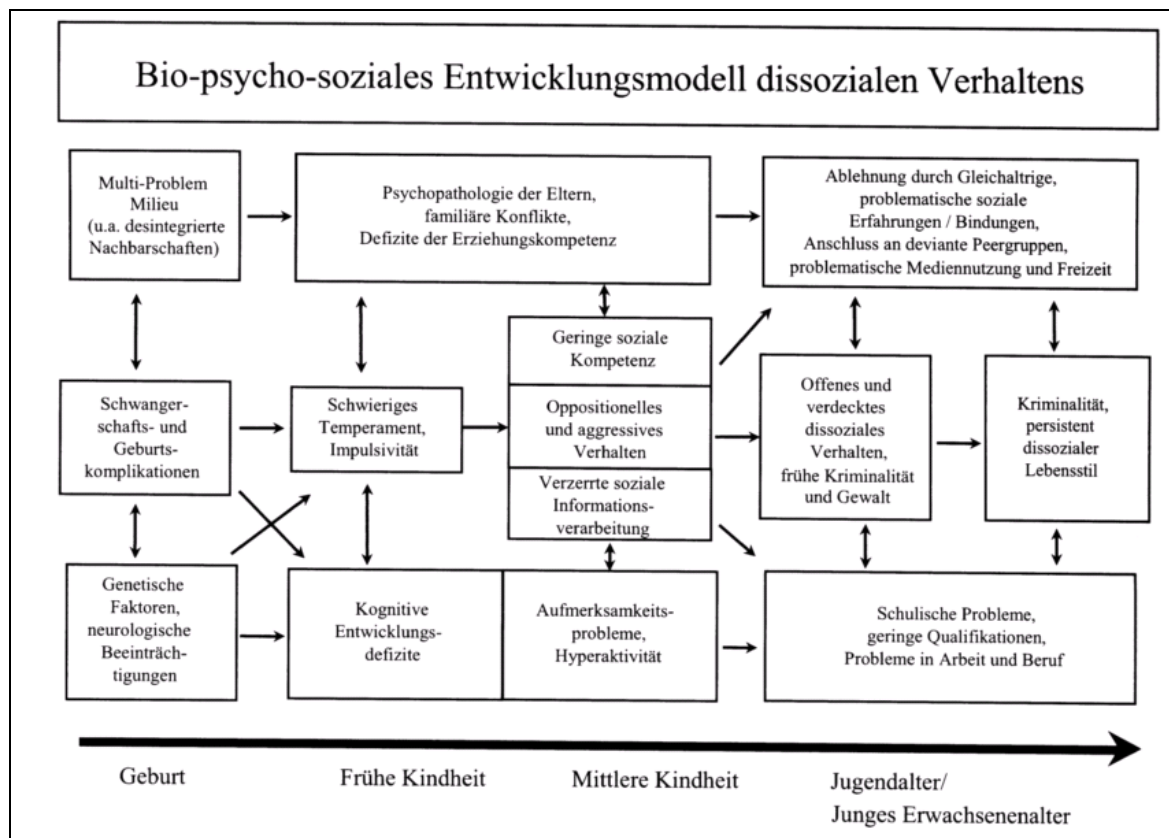 Bio-psycho-soziales Entwicklungsmodell dissozialen Verhaltens
Multi-Problem
Milieu
(u.a. desintegrierte
Nachbarschaften)
Psychopathologie der Eltern,
familiäre Konflikte,
Defizite der Erziehungskompetenz
Ablehnung durch Gleichaltrige,
problematische soziale
Erfahrungen / Bindungen,
Anschluss an deviante Peergruppen,
problematische Mediennutzung und Freizeit
Schwanger-
schafts- und
Geburts-
komplikationen
Schwieriges
Temperament,
Impulsivität
Geringe soziale
Kompetenz
Oppositionelles
und aggressives
Verhalten
Verzerrte soziale
Informations-
verarbeitung
Offenes und
verdecktes
dissoziales
Verhalten,
frühe Kriminalität
und Gewalt
Kriminalität,
persistent
dissozialer
Lebensstil
Genetische
Faktoren,
neurologische
Beeinträch-
tigungen
Kognitive
Entwicklungs-
defizite
Aufmerksamkeits-
probleme,
Hyperaktivität
Schulische Probleme,
geringe Qualifikationen,
Probleme in Arbeit und Beruf
Geburt
Frühe Kindheit
Mittlere Kindheit
Jugendalter/
Junges Erwachsenenalter